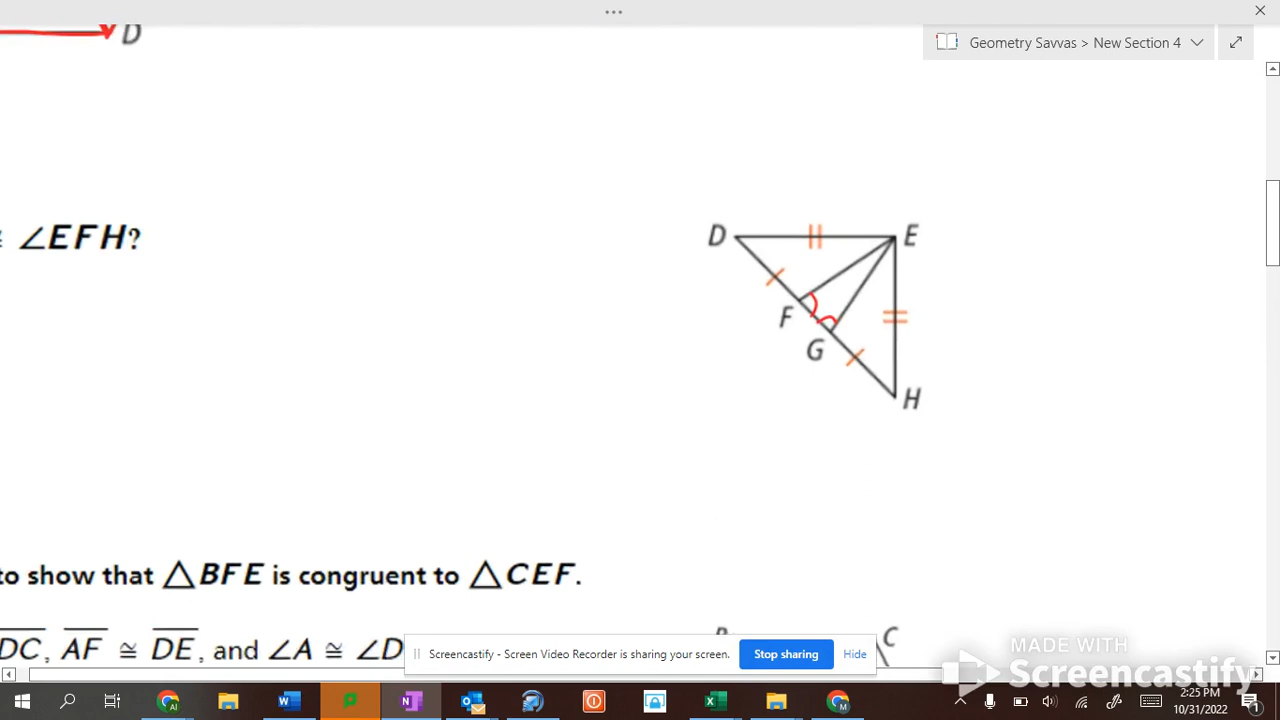 ...
D
Geometry Savvas > New Section 4
≅ ∠EFH?
D
E
F
G
H
to show that △BFE is congruent to △CEF.
DC, AF ≅ DE, and ∠A ≅ ∠D
C
Screencastify - Screen Video Recorder is sharing your screen.
Stop sharing
Hide
MADE WITH
Screencastify
2:25 PM
10/31/2022